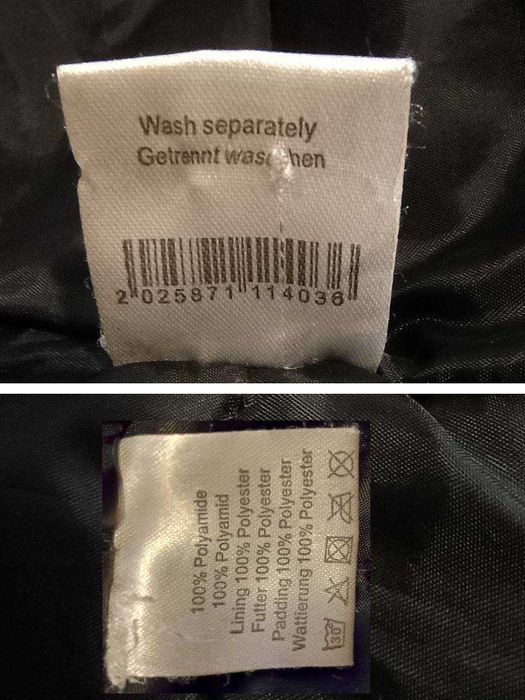 Wash separately
Getrennt waschen
2 025871 114036
100% Polyamide
100% Polyamid
Lining 100% Polyester
Futter 100% Polyester
Padding 100% Polyester
Wattierung 100% Polyester
30°